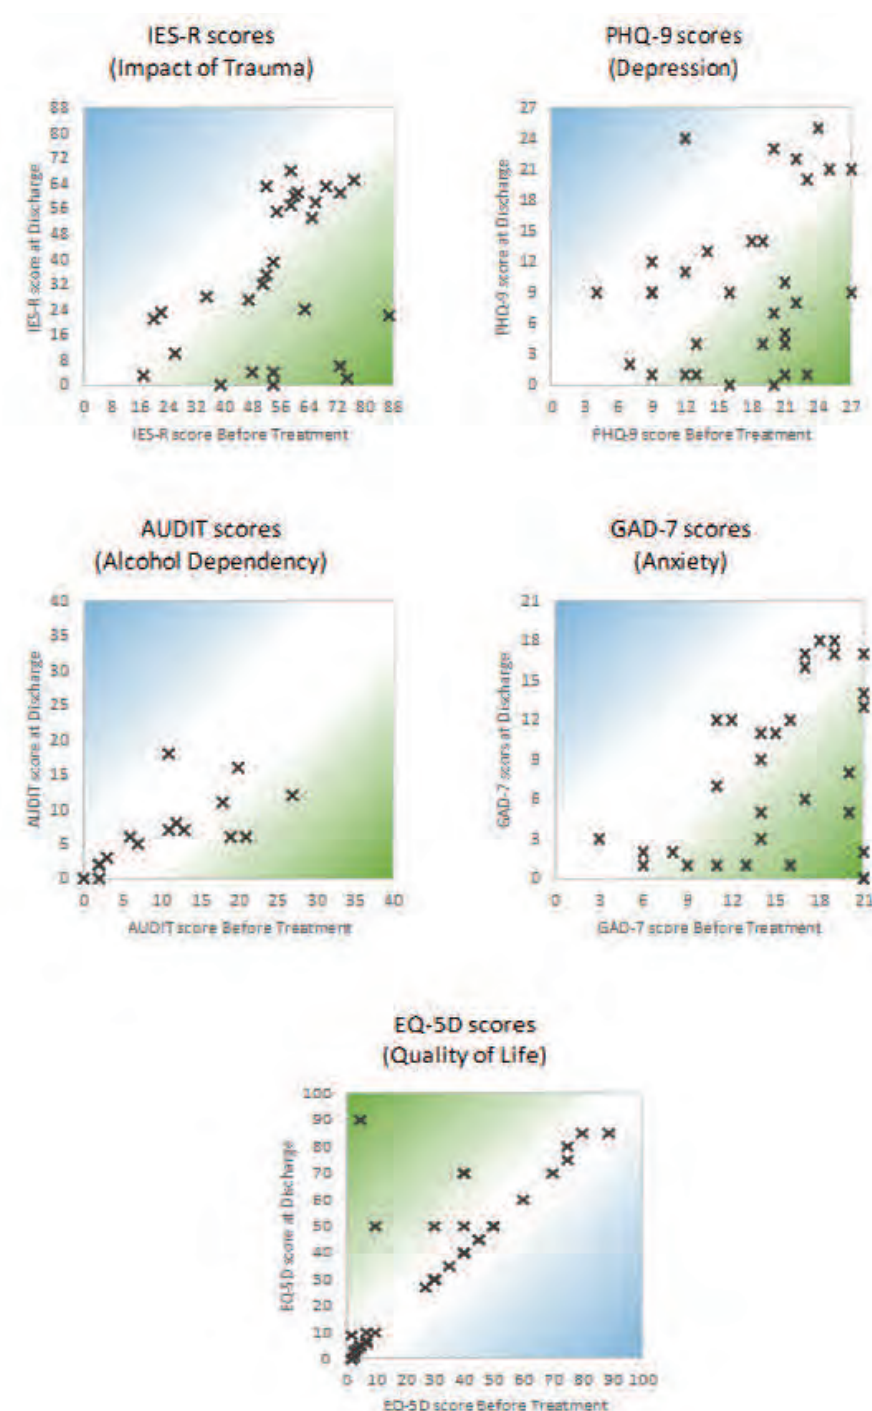 IES-R scores
(Impact of Trauma)
IES-R score at Discharge
88
80
72
64
56
48
40
32
24
16
8
0
0 8 16 24 32 40 48 56 64 72 80 88
IES-R score Before Treatment
PHQ-9 scores
(Depression)
PHQ-9 score at Discharge
27
24
21
18
15
12
9
6
3
0
0 3 6 9 12 15 18 21 24 27
PHQ-9 score Before Treatment
AUDIT scores
(Alcohol Dependency)
AUDIT score at Discharge
40
35
30
25
20
15
10
5
0
0 5 10 15 20 25 30 35 40
AUDIT score Before Treatment
GAD-7 scores
(Anxiety)
GAD-7 scors at Discharge
21
18
15
12
9
6
3
0
0 3 6 9 12 15 18 21
GAD-7 score Before Treatment
EQ-5D scores
(Quality of Life)
EQ-5D score at Discharge
100
90
80
70
60
50
40
30
20
10
0
0 10 20 30 40 50 60 70 80 90 100
EQ-5D score Before Treatment